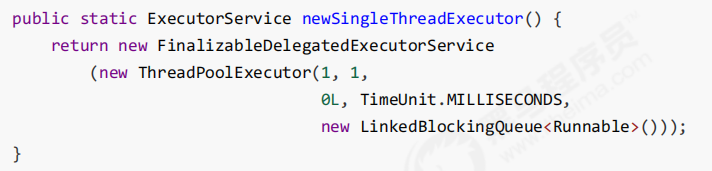 public static ExecutorService newSingleThreadExecutor() {
    return new FinalizableDelegatedExecutorService
        (new ThreadPoolExecutor(1, 1,
                                0L, TimeUnit.MILLISECONDS,
                                new LinkedBlockingQueue<Runnable>()));
}